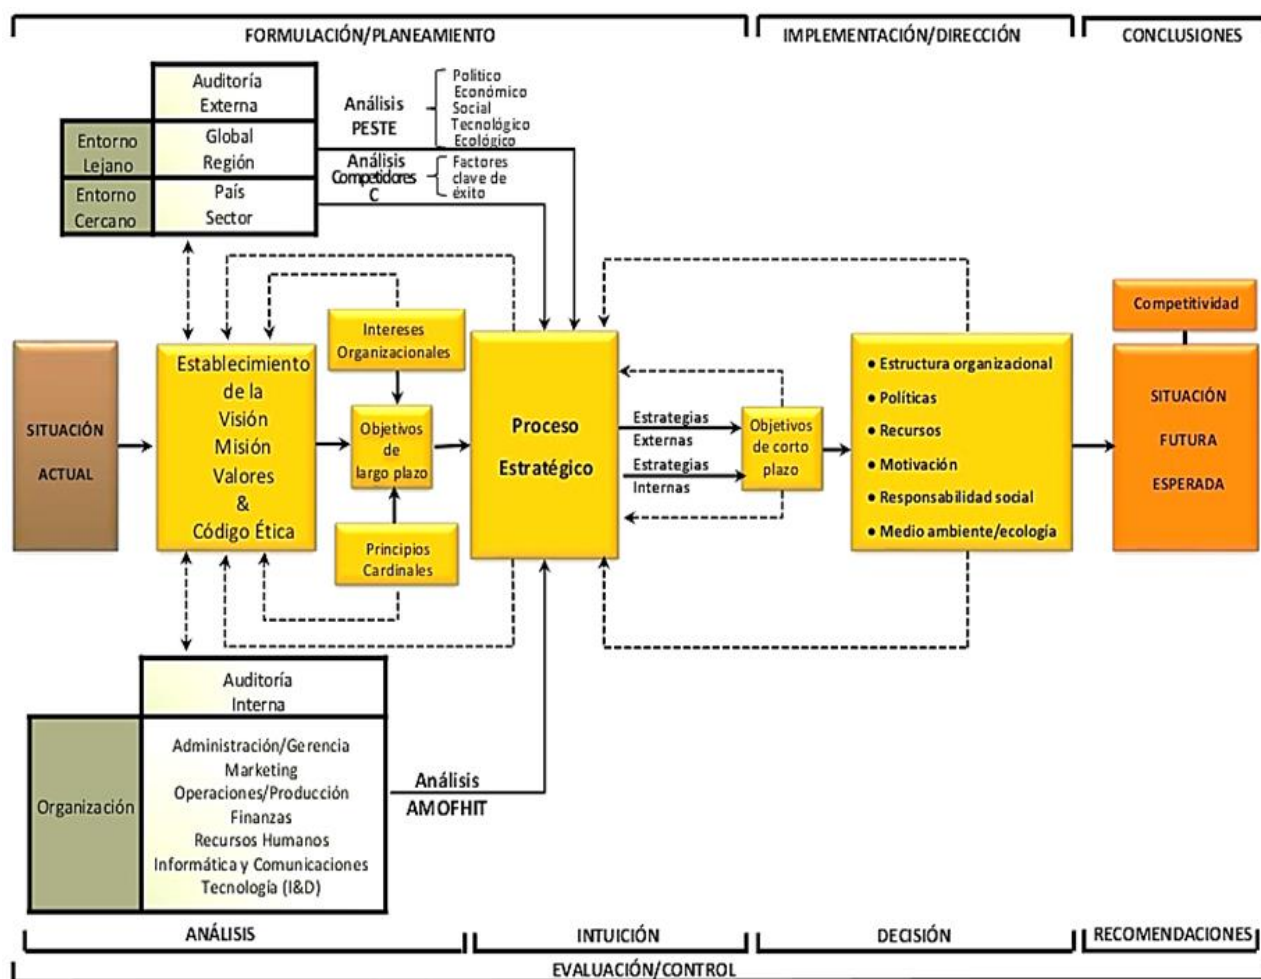 FORMULACIÓN/PLANEAMIENTO
IMPLEMENTACIÓN/DIRECCIÓN
CONCLUSIONES
Auditoría
Externa
Entorno
Lejano
Global
Región
Entorno
Cercano
País
Sector
Análisis
PESTE
Político
Económico
Social
Tecnológico
Ecológico
Análisis
Competidores
C
Factores
clave de
éxito
SITUACIÓN
ACTUAL
Establecimiento
de la
Visión
Misión
Valores
&
Código Ética
Intereses
Organizacionales
Objetivos
de
largo plazo
Principios
Cardinales
Proceso
Estratégico
Estrategias
Externas
Estrategias
Internas
Objetivos
de corto
plazo
● Estructura organizacional
● Políticas
● Recursos
● Motivación
● Responsabilidad social
● Medio ambiente/ecología
Competitividad
SITUACIÓN
FUTURA
ESPERADA
Auditoría
Interna
Organización
Administración/Gerencia
Marketing
Operaciones/Producción
Finanzas
Recursos Humanos
Informática y Comunicaciones
Tecnología (I&D)
Análisis
AMOFHIT
ANÁLISIS
INTUICIÓN
DECISIÓN
RECOMENDACIONES
EVALUACIÓN/CONTROL